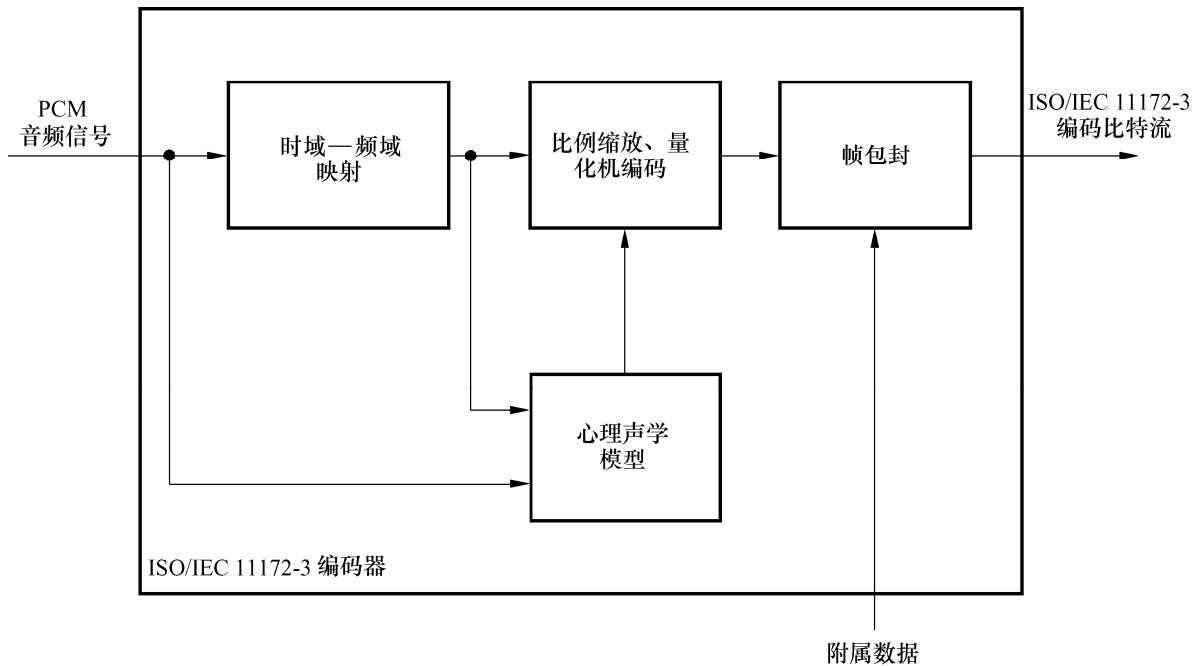 PCM
音频信号
时域—频域
映射
比例缩放、量
化机编码
帧包封
ISO/IEC 11172-3
编码比特流
心理声学
模型
ISO/IEC 11172-3 编码器
附属数据